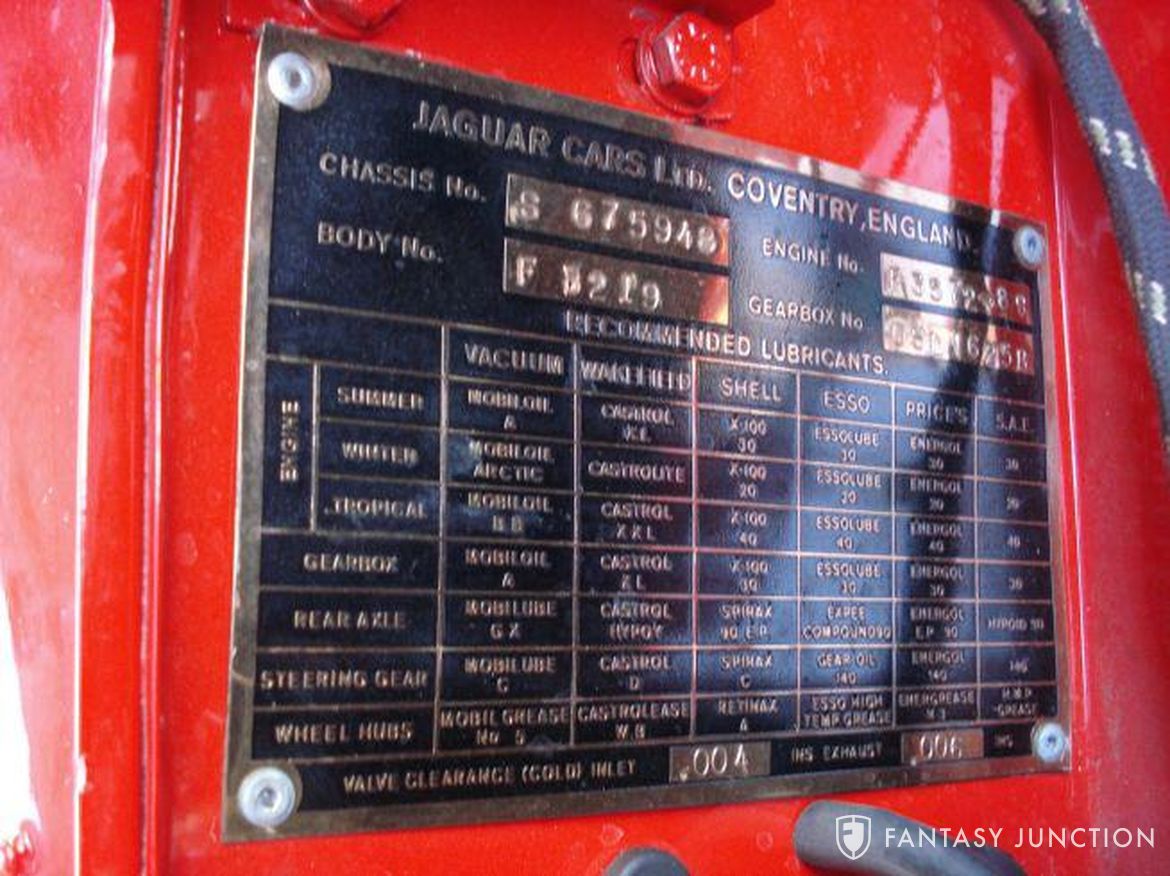 JAGUAR CARS LTD. COVENTRY, ENGLAND.
CHASSIS No. S 675948 ENGINE No.
BODY No. GEARBOX No
RECOMMENDED LUBRICANTS.
VACUUM WAKEFIELD SHELL ESSO PRICE'S S.A.E.
ENGINE
SUMMER MOBILOIL A CASTROL XL X-100 30 ESSOLUBE 30 ENERGOL 30 30
WINTER MOBILOIL ARCTIC CASTROLITE X-100 20 ESSOLUBE 20 ENERGOL 20 20
TROPICAL MOBILOIL B B CASTROL X X L X-100 40 ESSOLUBE 40 ENERGOL 40 40
GEARBOX MOBILOIL A CASTROL XL X-100 30 ESSOLUBE 30 ENERGOL 30 30
REAR AXLE MOBILUBE G X CASTROL HYPOY SPIRAX 90 E.P. EXPEE COMPOUND 90 ENERGOL E.P. 90 HYPOID 90
STEERING GEAR MOBILUBE C CASTROL D SPIRAX C GEAR OIL 140 ENERGOL 140 140
WHEEL HUBS MOBIL GREASE No 5 CASTROLEASE W.B RETINAX A ESSO HIGH TEMP GREASE ENERGREASE GREASE
VALVE CLEARANCE (COLD) INLET .004 INS EXHAUST .006 INS
FANTASY JUNCTION